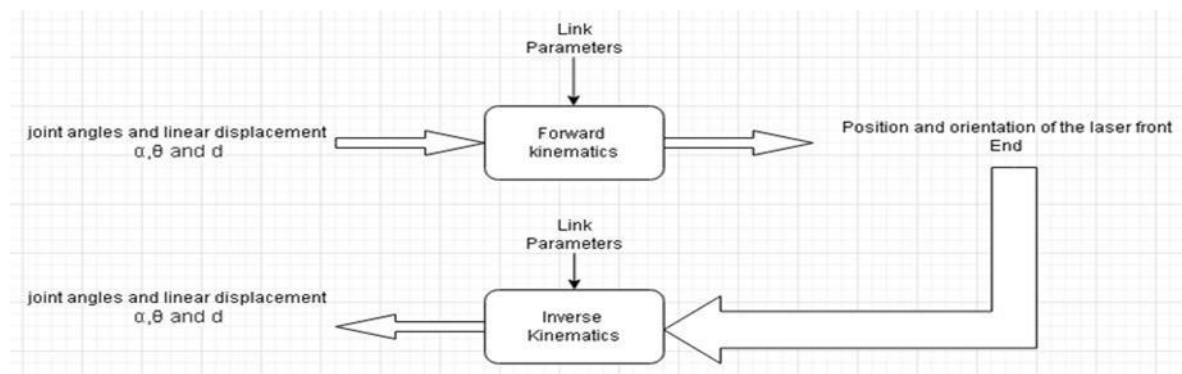 Link
Parameters
joint angles and linear displacement
α,θ and d
Forward
kinematics
Position and orientation of the laser front
End
Link
Parameters
joint angles and linear displacement
α,θ and d
Inverse
Kinematics